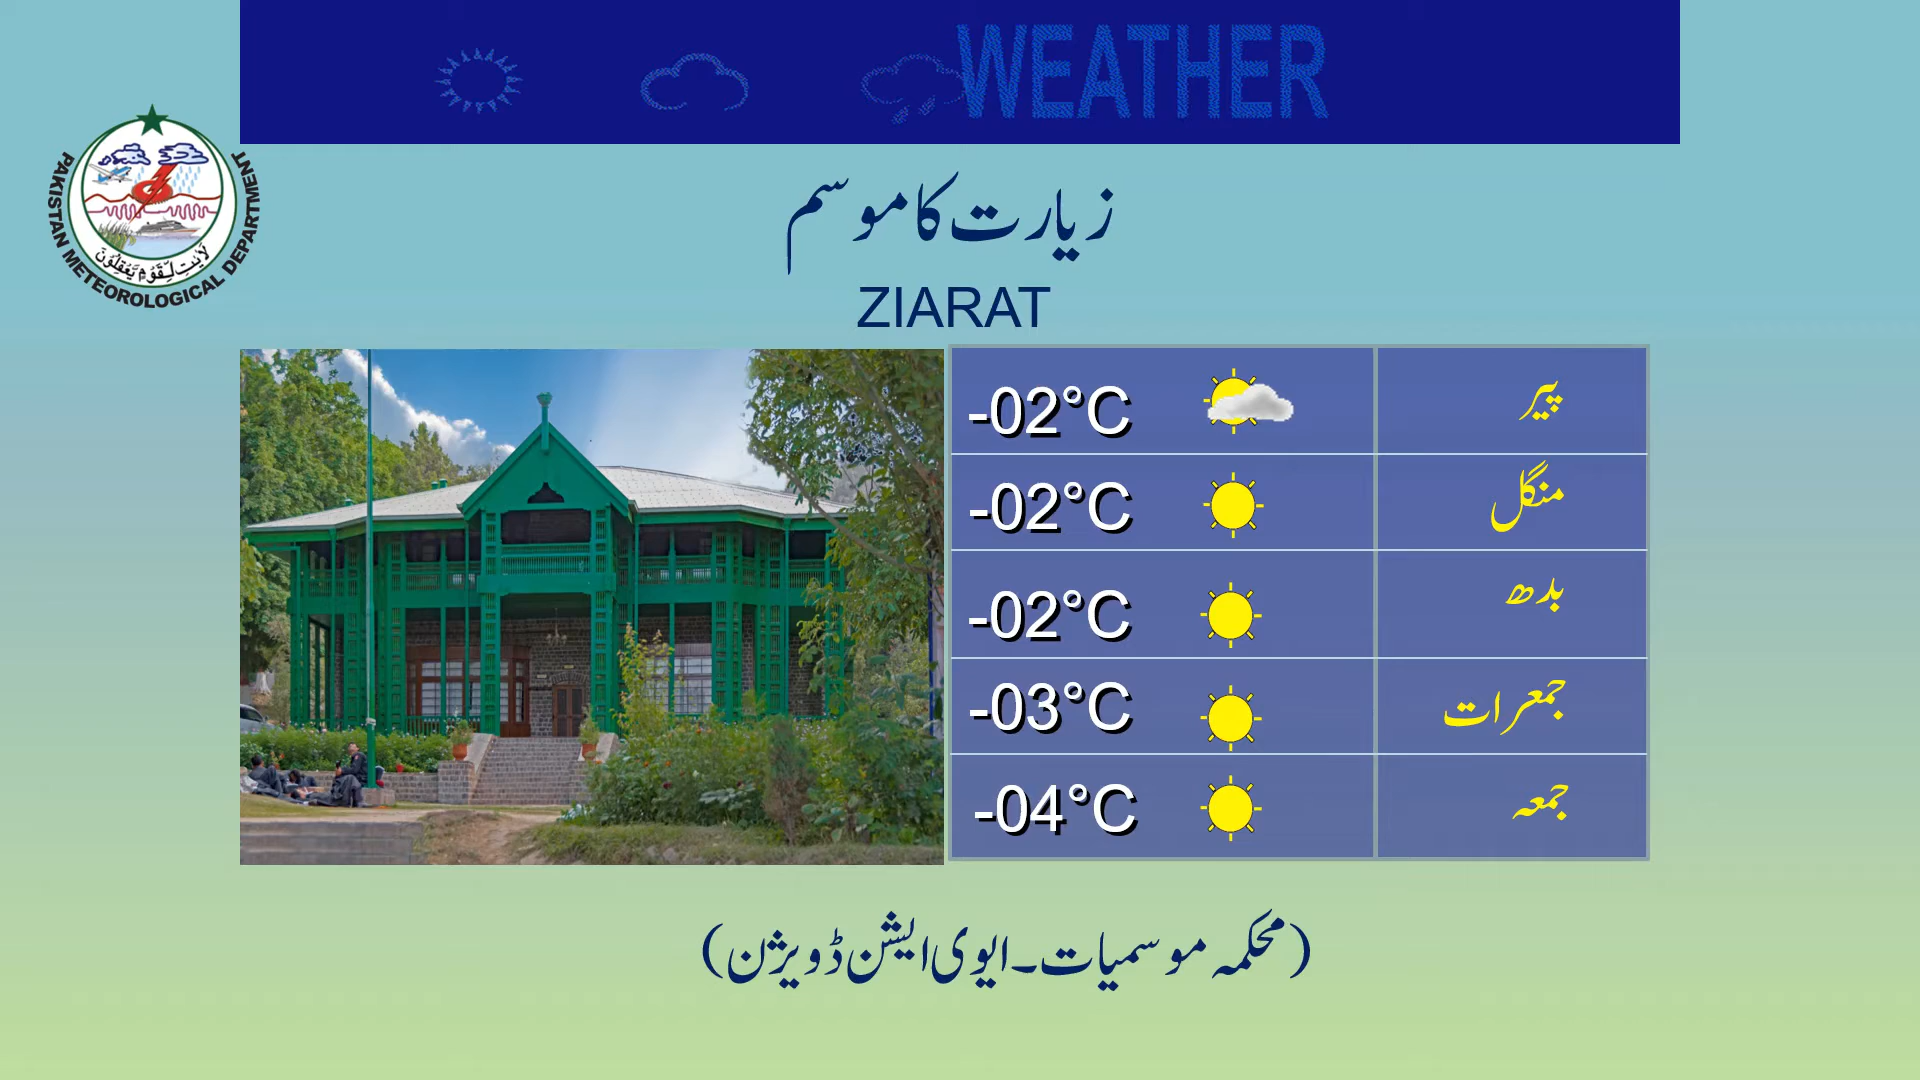 WEATHER
PAKISTAN METEOROLOGICAL DEPARTMENT
لَاٰیٰتٍ لِّقَوْمٍ یَّعْقِلُوْنَ
زیارت کا موسم
ZIARAT
-02°C پیر
-02°C منگل
-02°C بدھ
-03°C جمعرات
-04°C جمعہ
(محکمہ موسمیات۔ ایوی ایشن ڈویژن)